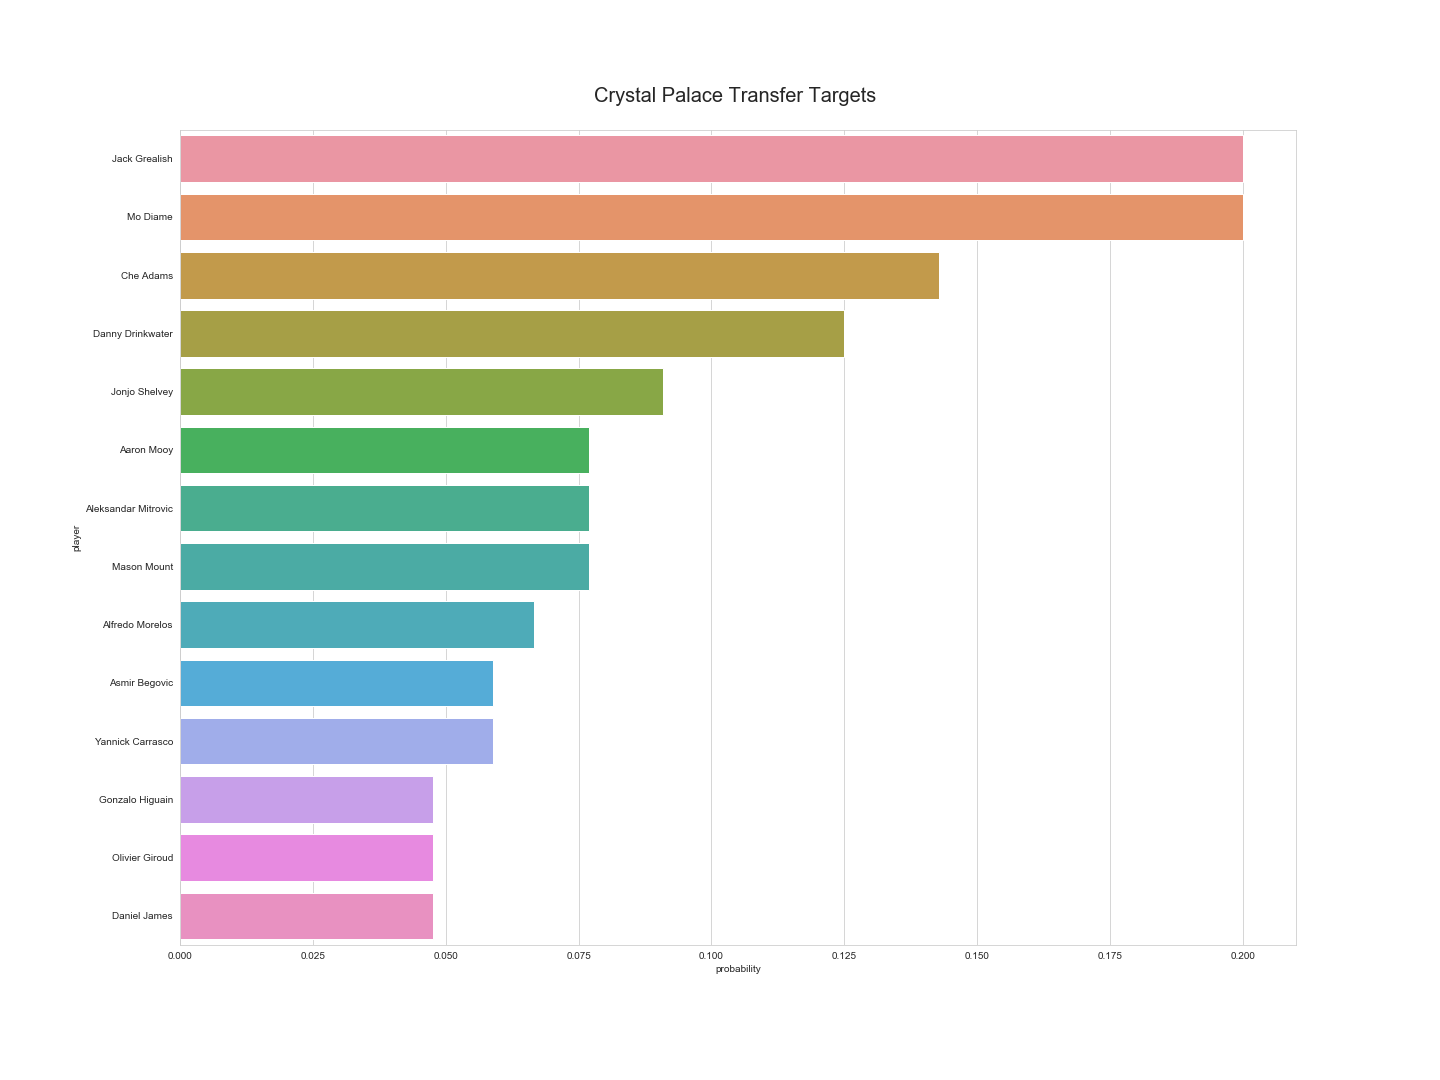 Crystal Palace Transfer Targets
Jack Grealish
Mo Diame
Che Adams
Danny Drinkwater
Jonjo Shelvey
Aaron Mooy
Aleksandar Mitrovic
Mason Mount
Alfredo Morelos
Asmir Begovic
Yannick Carrasco
Gonzalo Higuain
Olivier Giroud
Daniel James
player
0.000 0.025 0.050 0.075 0.100 0.125 0.150 0.175 0.200
probability